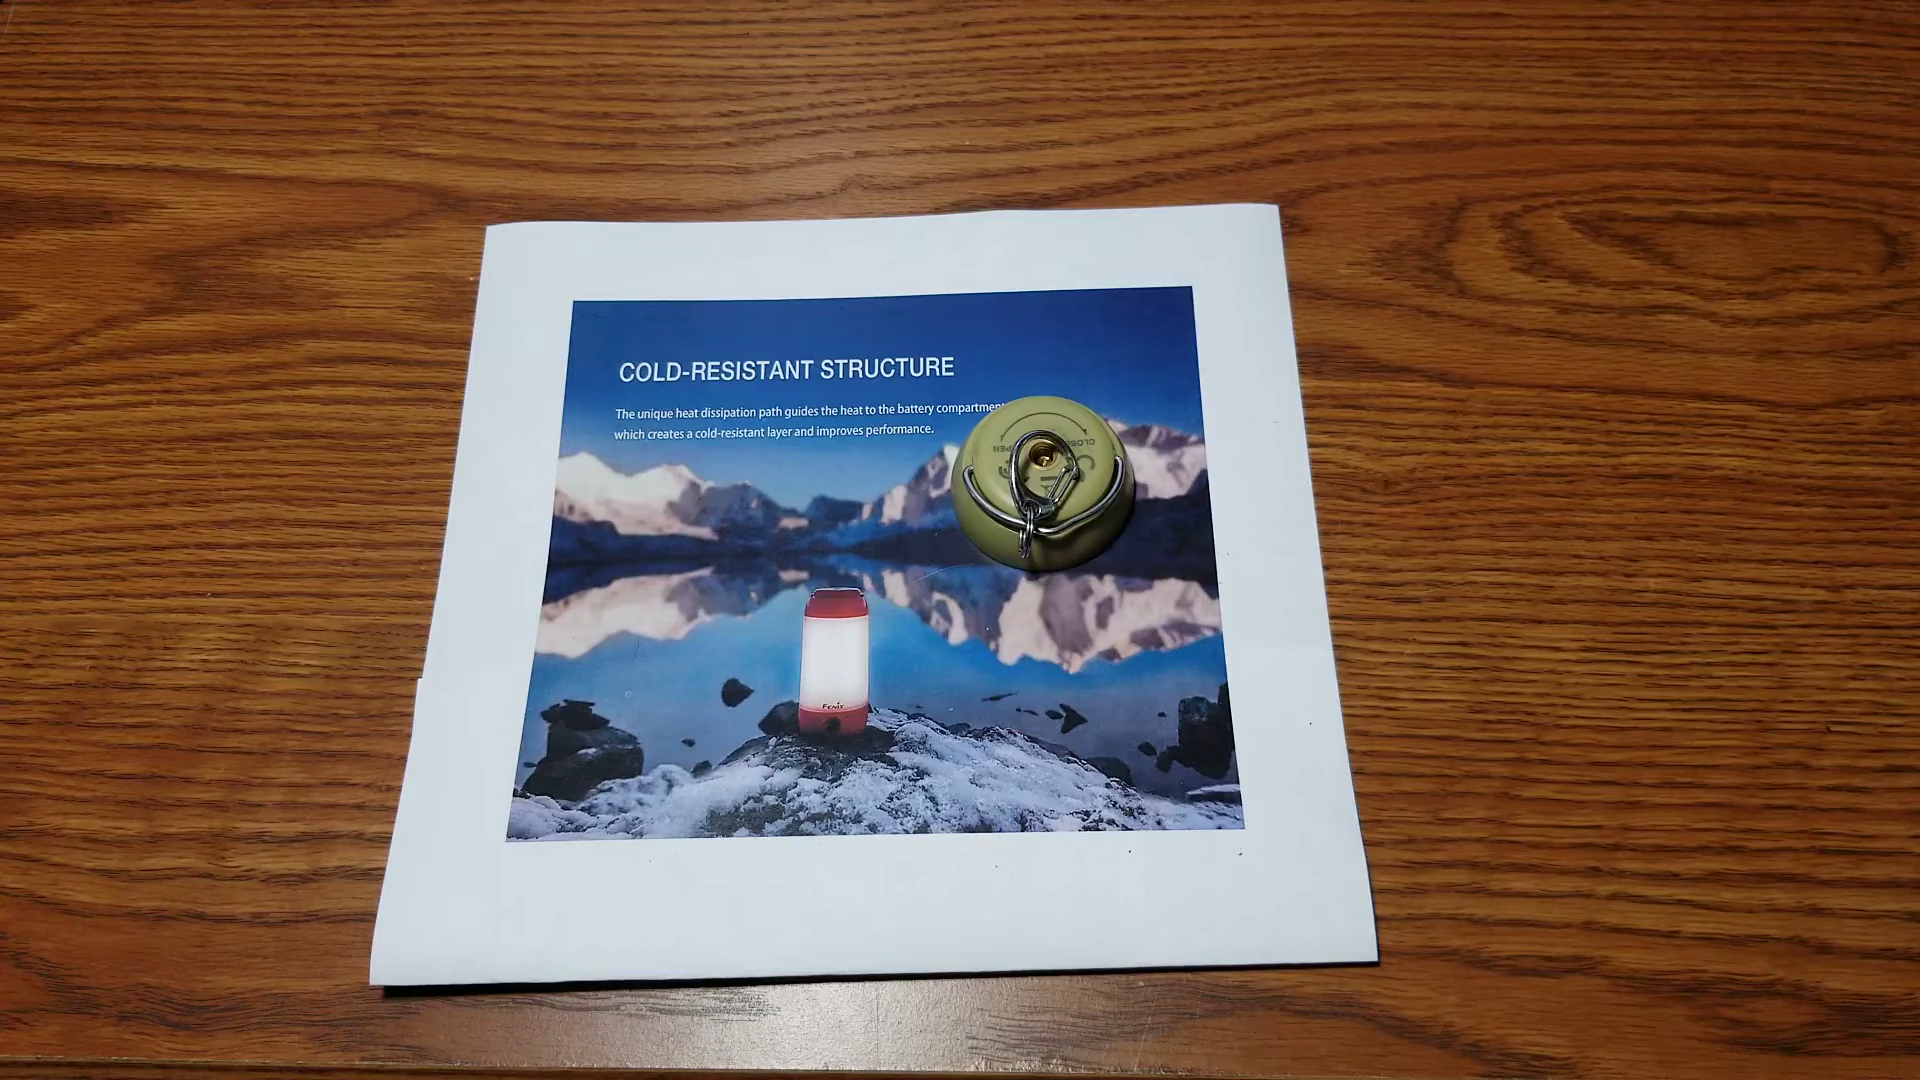 COLD-RESISTANT STRUCTURE
The unique heat dissipation path guides the heat to the battery compartment
which creates a cold-resistant layer and improves performance.
CLOSE
FENIX